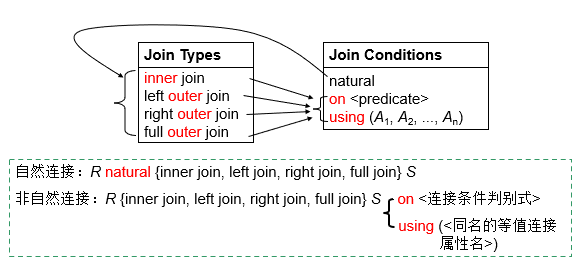 Join Types
inner join
left outer join
right outer join
full outer join
Join Conditions
natural
on <predicate>
using (A1, A2, ..., An)
自然连接：R natural {inner join, left join, right join, full join} S
非自然连接：R {inner join, left join, right join, full join} S
on <连接条件判别式>
using (<同名的等值连接
属性名>)